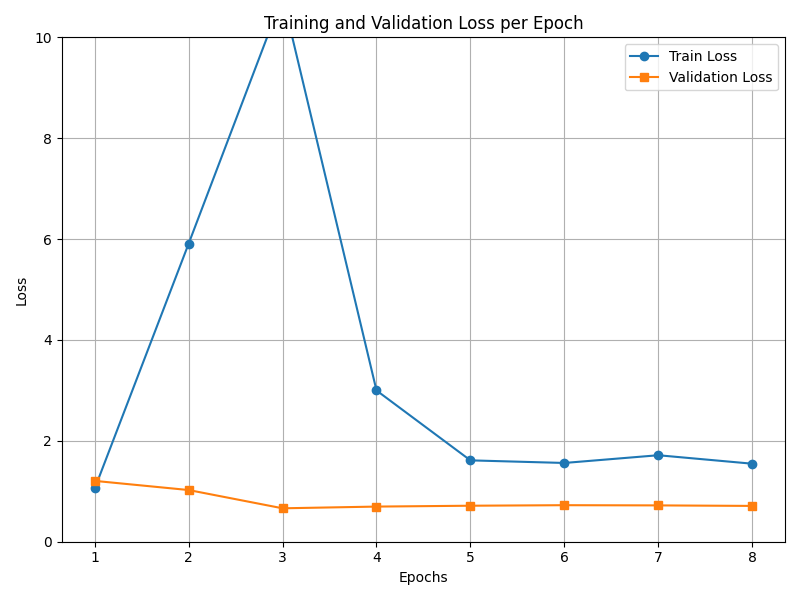 Training and Validation Loss per Epoch
Train Loss
Validation Loss
Loss
10
8
6
4
2
0
1 2 3 4 5 6 7 8
Epochs